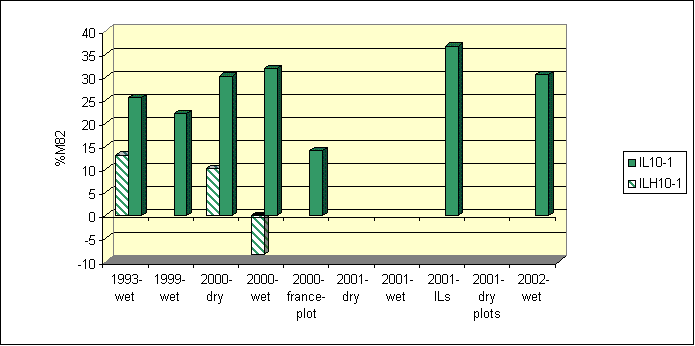 40
35
30
25
20
15
10
5
0
-5
-10
%M82
1993-
wet
1999-
wet
2000-
dry
2000-
wet
2000-
france-
plot
2001-
dry
2001-
wet
2001-
ILs
2001-
dry
plots
2002-
wet
IL10-1
ILH10-1